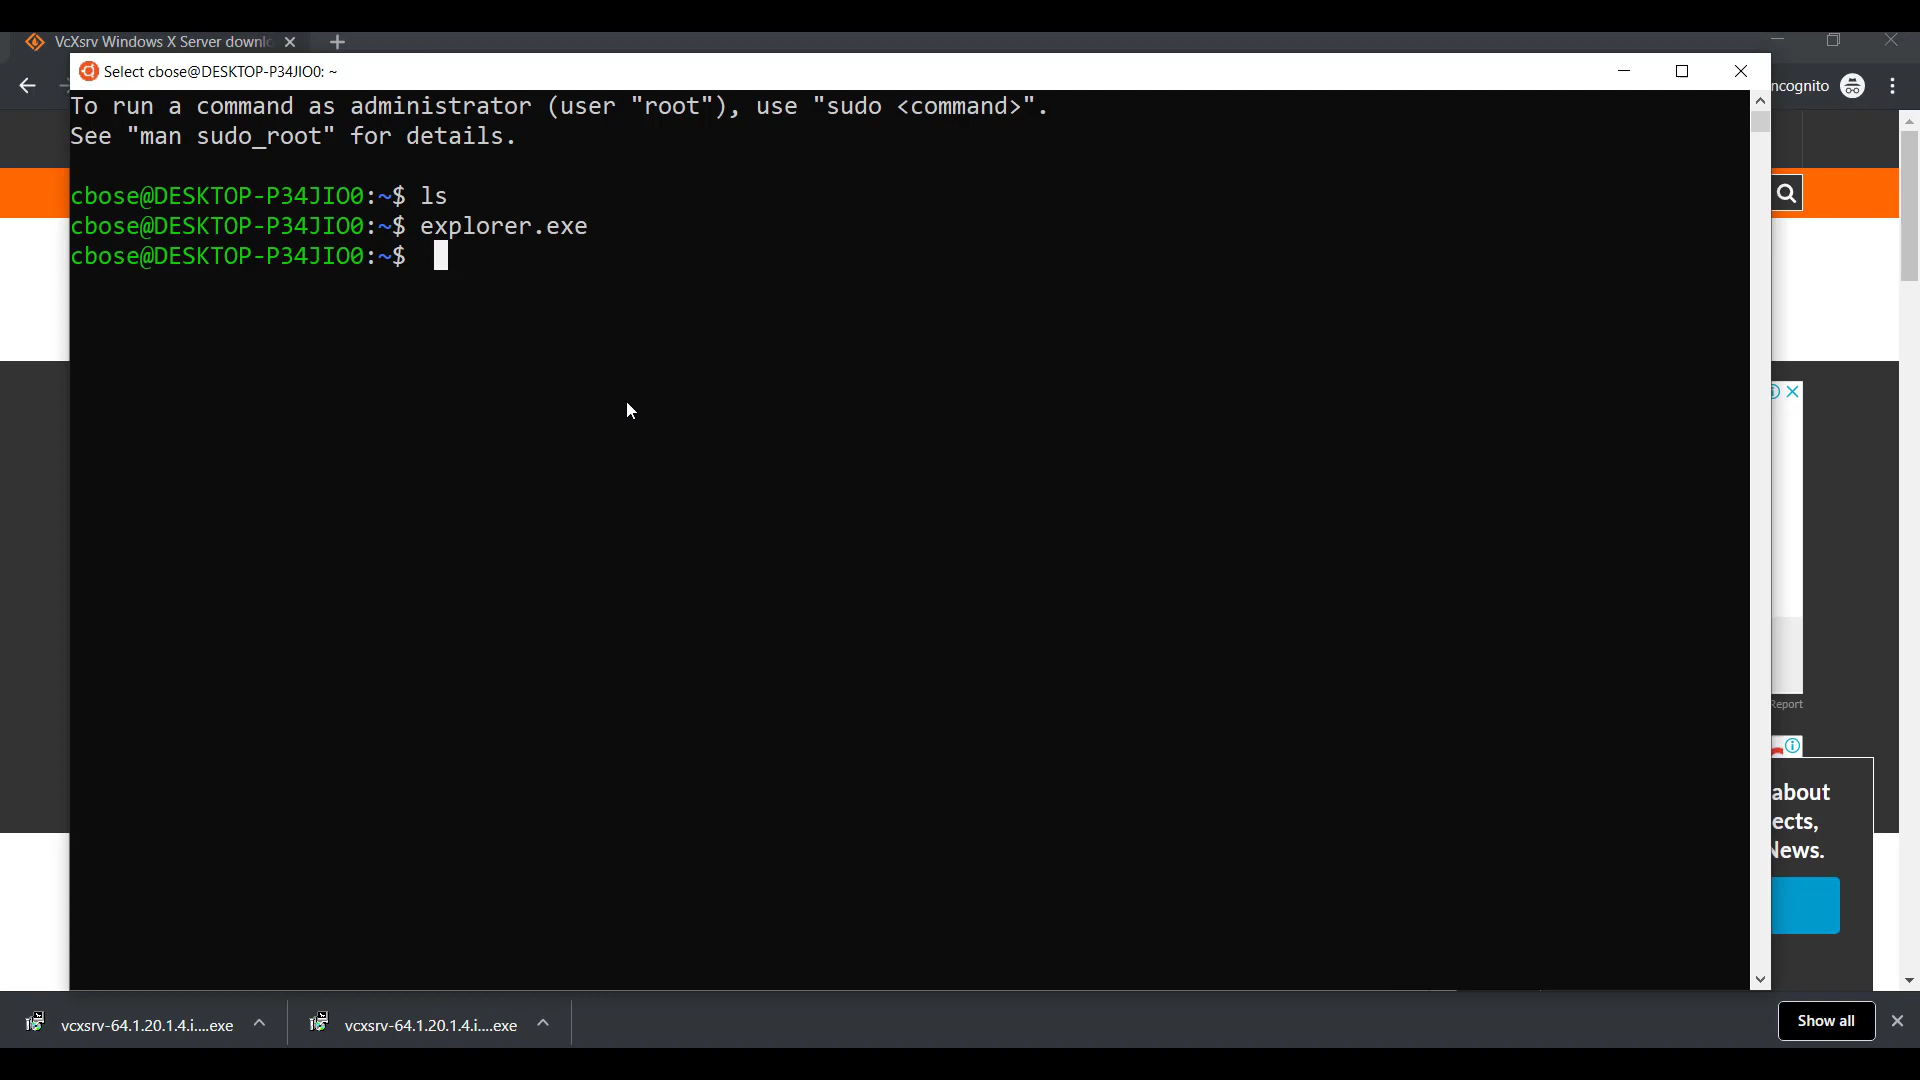 VcXsrv Windows X Server downl
Select cbose@DESKTOP-P34JIO0: ~
ncognito
To run a command as administrator (user "root"), use "sudo <command>".
See "man sudo_root" for details.
cbose@DESKTOP-P34JIO0:~$ ls
cbose@DESKTOP-P34JIO0:~$ explorer.exe
cbose@DESKTOP-P34JIO0:~$
Report
about
ects,
News.
vcxsrv-64.1.20.1.4.i....exe
vcxsrv-64.1.20.1.4.i....exe
Show all